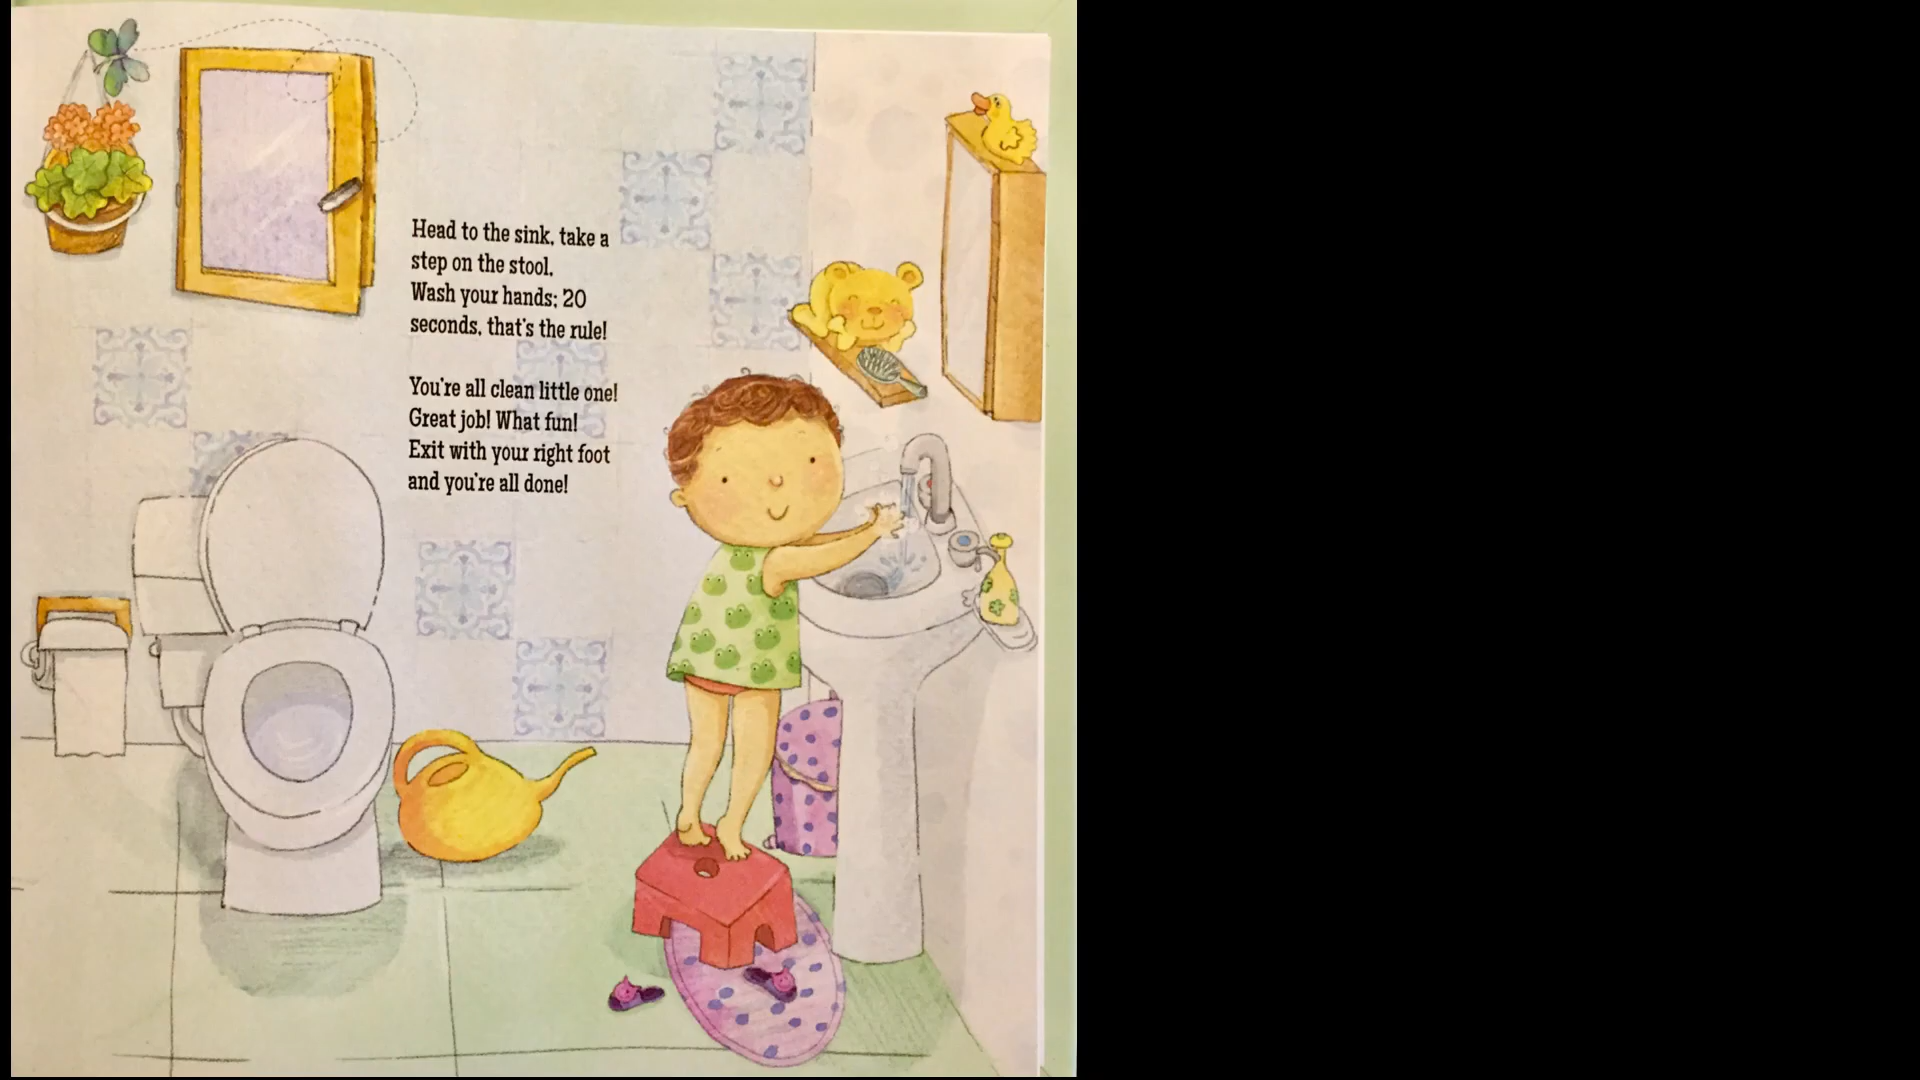 Head to the sink, take a
step on the stool,
Wash your hands; 20
seconds, that's the rule!
You're all clean little one!
Great job! What fun!
Exit with your right foot
and you're all done!